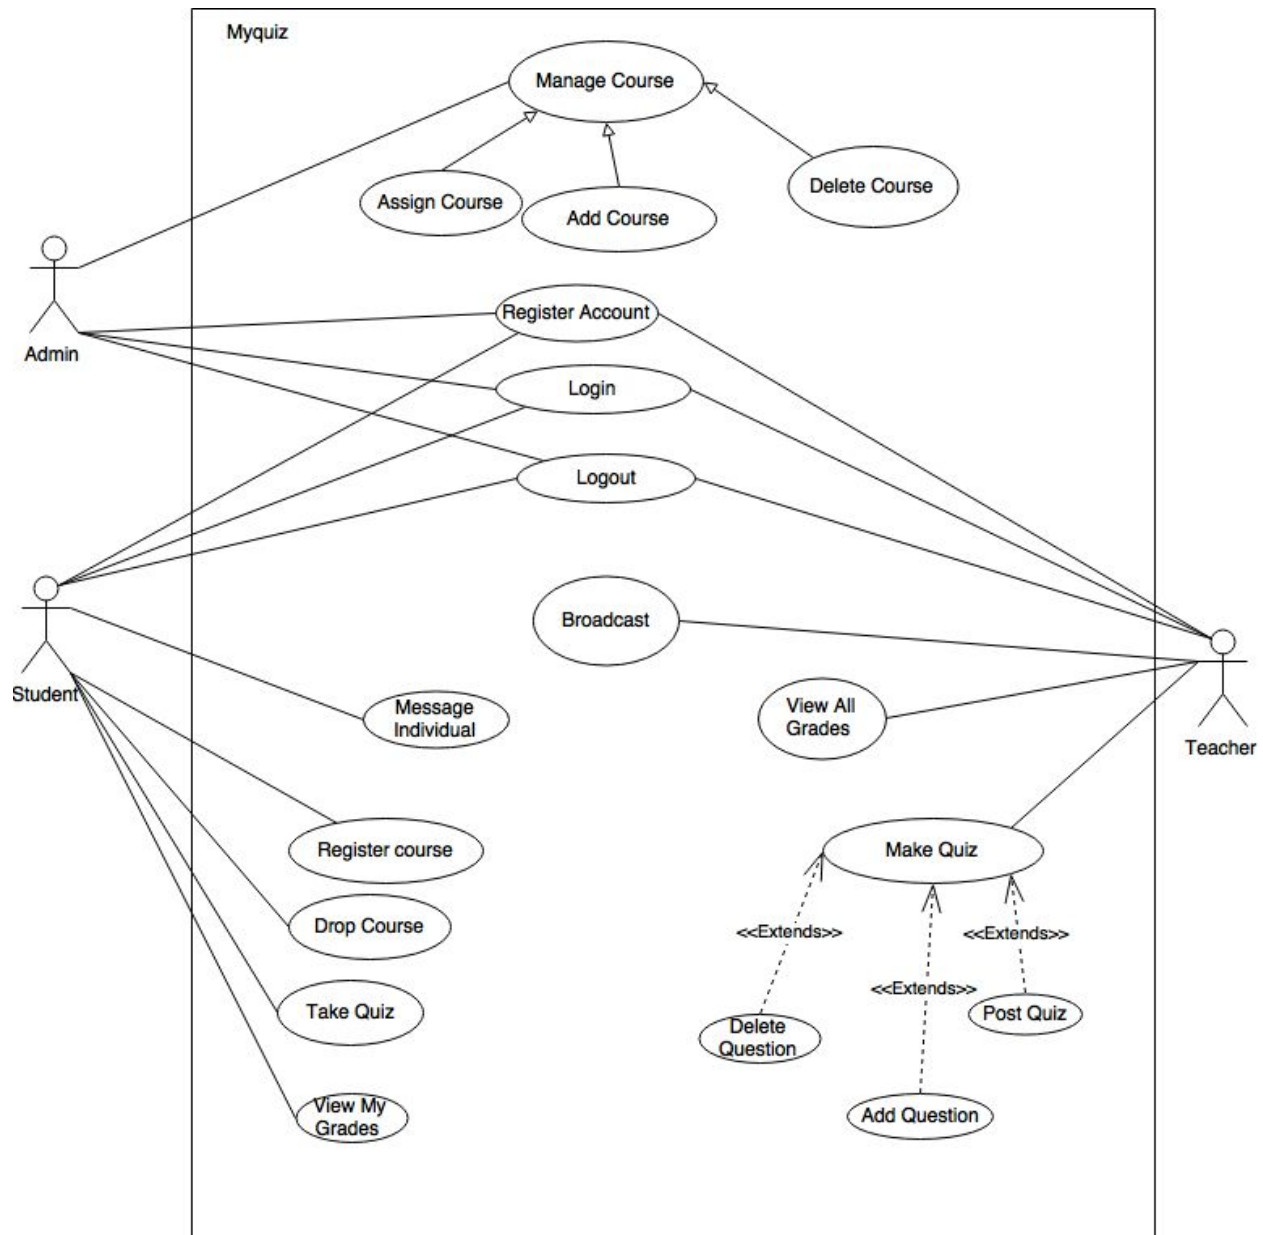 Myquiz
Manage Course
Assign Course
Add Course
Delete Course
Admin
Register Account
Login
Logout
Student
Broadcast
Message
Individual
View All
Grades
Teacher
Register course
Make Quiz
Drop Course
<<Extends>>
<<Extends>>
<<Extends>>
Take Quiz
Delete
Question
Post Quiz
View My
Grades
Add Question